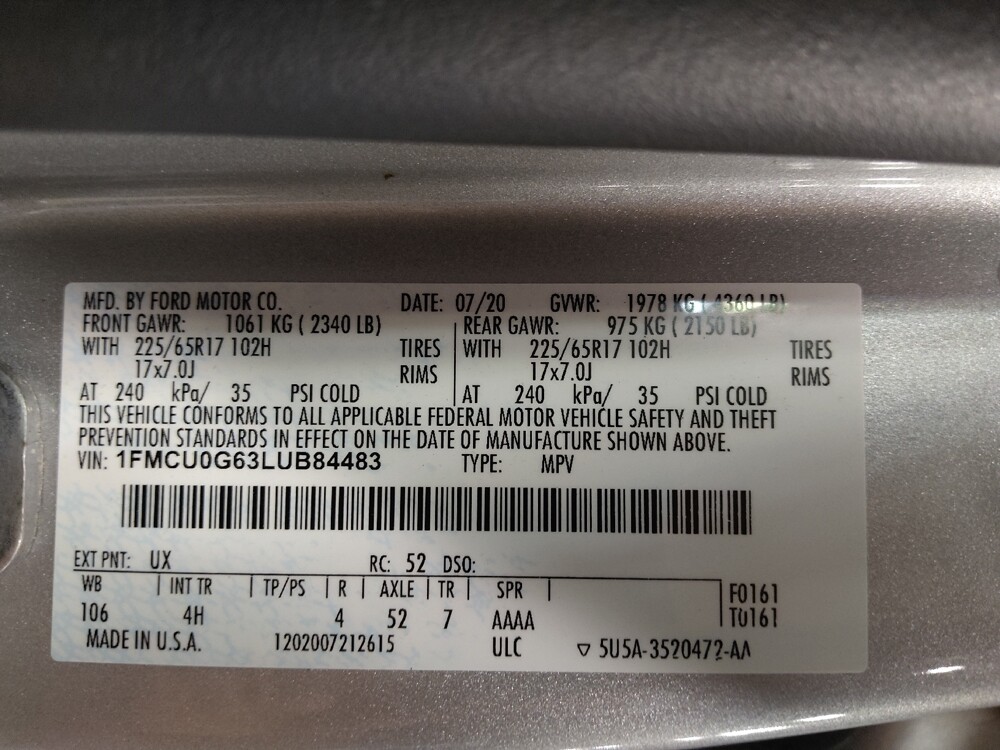 MFD. BY FORD MOTOR CO. DATE: 07/20 GVWR: 1978 KG ( 4360 LB)
FRONT GAWR: 1061 KG ( 2340 LB) REAR GAWR: 975 KG ( 2150 LB)
WITH 225/65R17 102H TIRES WITH 225/65R17 102H TIRES
17x7.0J RIMS 17x7.0J RIMS
AT 240 kPa/ 35 PSI COLD AT 240 kPa/ 35 PSI COLD
THIS VEHICLE CONFORMS TO ALL APPLICABLE FEDERAL MOTOR VEHICLE SAFETY AND THEFT
PREVENTION STANDARDS IN EFFECT ON THE DATE OF MANUFACTURE SHOWN ABOVE.
VIN: 1FMCU0G63LUB84483 TYPE: MPV
EXT PNT: UX RC: 52 DSO:
WB | INT TR | TP/PS | R | AXLE | TR | SPR | F0161
106 4H 4 52 7 AAAA T0161
MADE IN U.S.A. 1202007212615 ULC ▽ 5U5A-3520472-AA